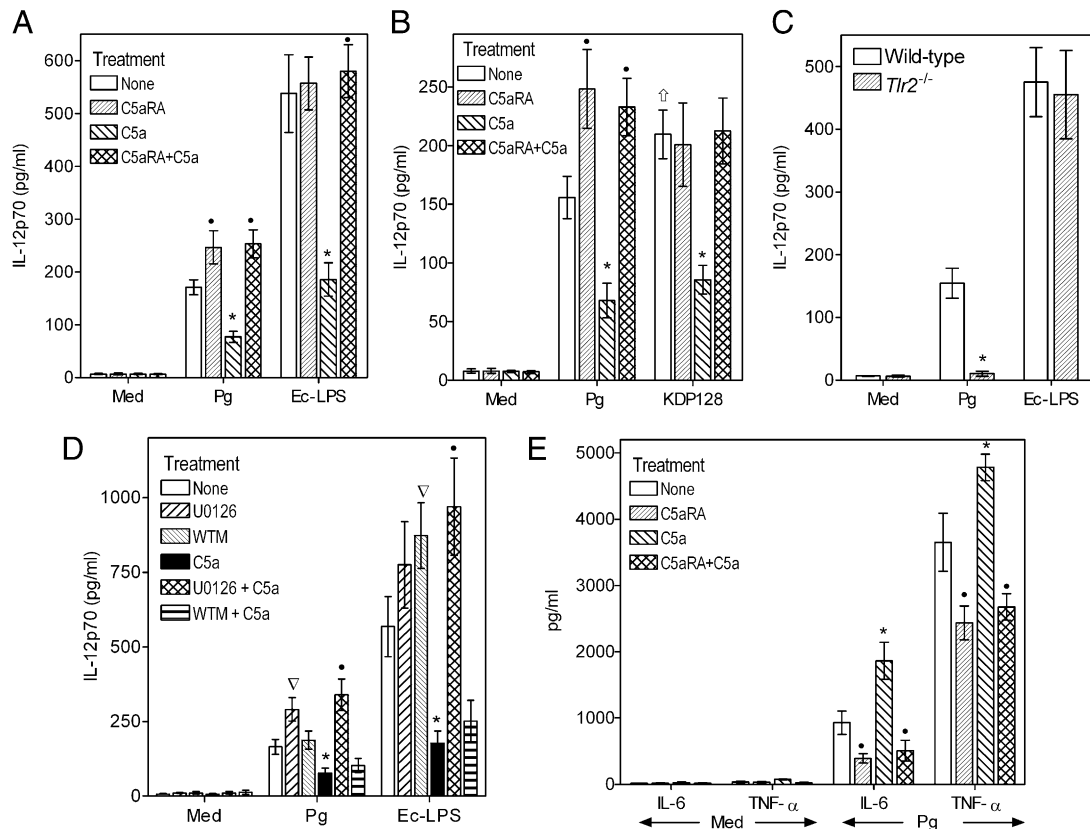 A
IL-12p70 (pg/ml)
600
500
400
300
200
100
0
Treatment
None
C5aRA
C5a
C5aRA+C5a
•
•
*
•
*
Med
Pg
Ec-LPS
B
IL-12p70 (pg/ml)
250
200
150
100
50
0
Treatment
None
C5aRA
C5a
C5aRA+C5a
•
*
•
⇧
*
Med
Pg
KDP128
C
IL-12p70 (pg/ml)
500
400
300
200
100
0
Wild-type
Tlr2-/-
*
Med
Pg
Ec-LPS
D
IL-12p70 (pg/ml)
1000
750
500
250
0
Treatment
None
U0126
WTM
C5a
U0126 + C5a
WTM + C5a
∇
*
•
∇
*
•
Med
Pg
Ec-LPS
E
pg/ml
5000
4000
3000
2000
1000
0
Treatment
None
C5aRA
C5a
C5aRA+C5a
•
*
•
•
*
•
IL-6
TNF-α
IL-6
TNF-α
Med
Pg